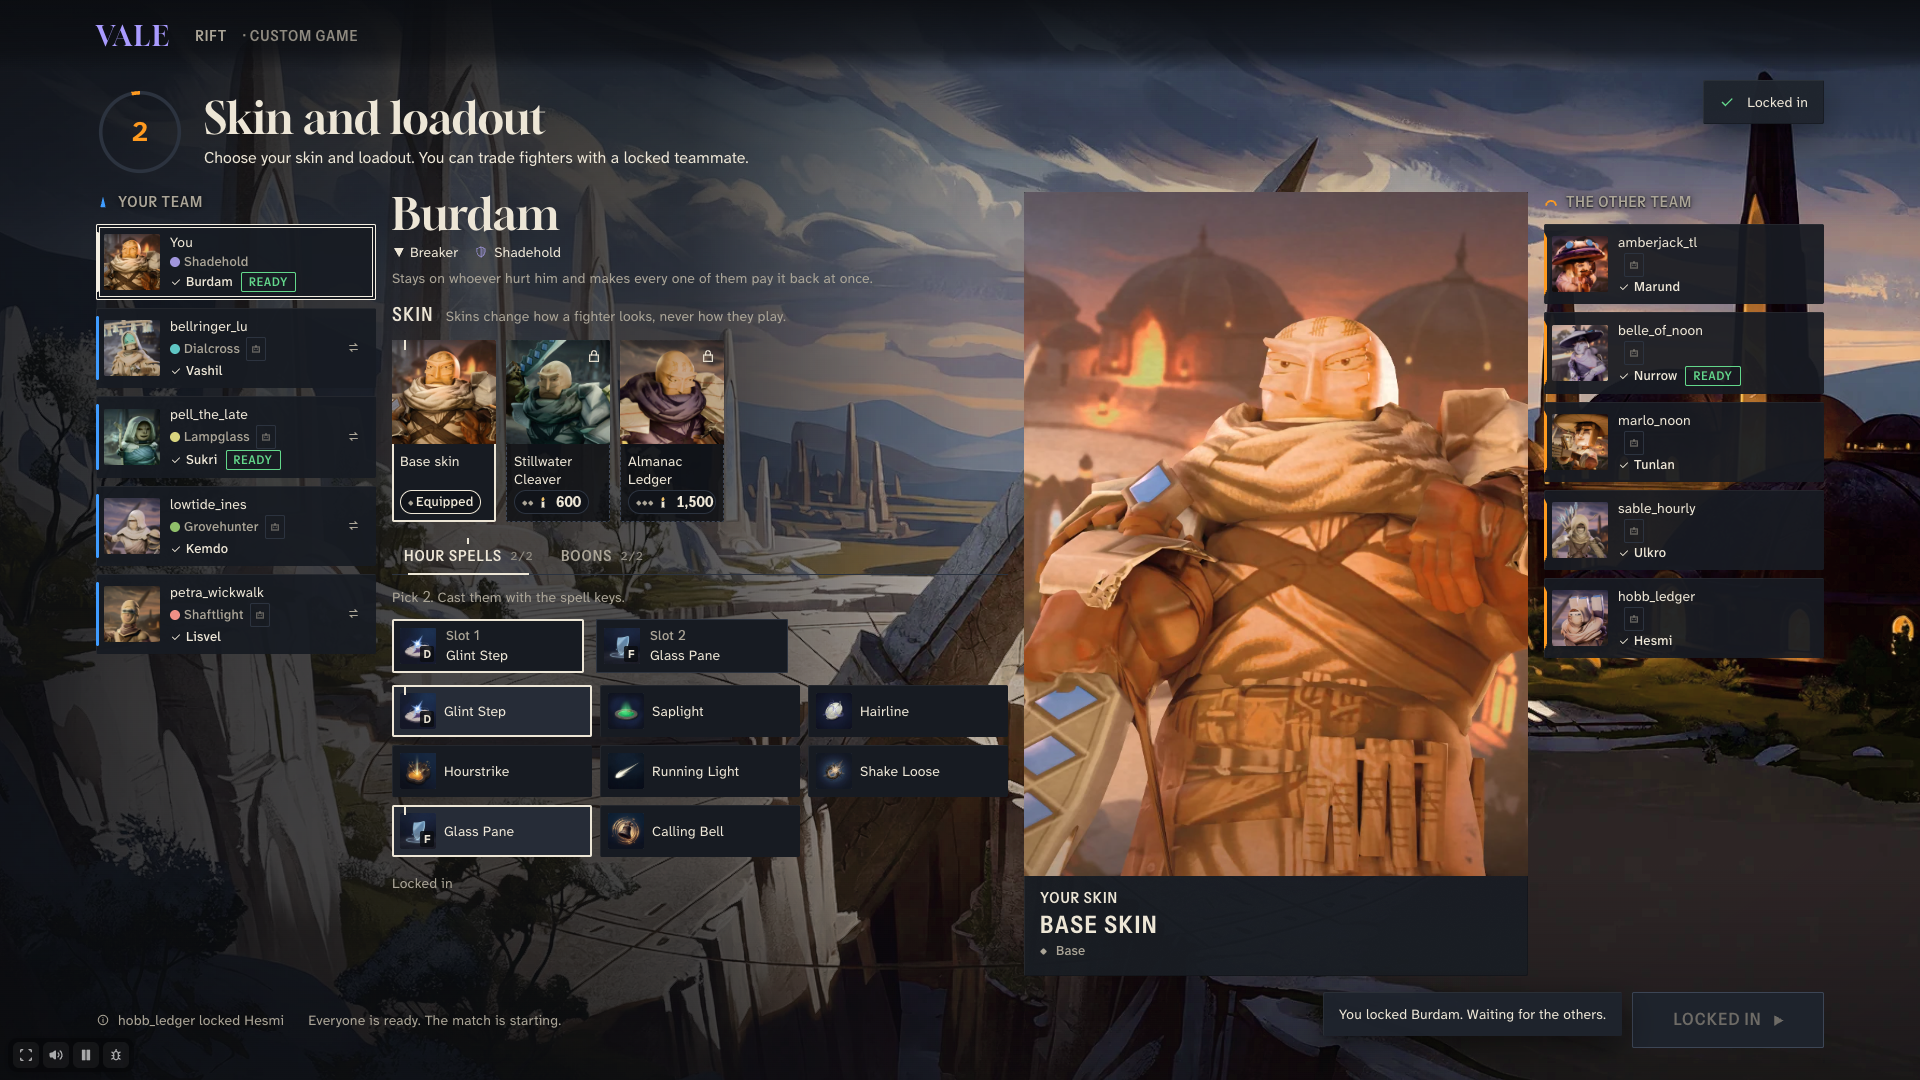 VALE
RIFT · CUSTOM GAME
2
Skin and loadout
Choose your skin and loadout. You can trade fighters with a locked teammate.
Locked in
YOUR TEAM
You
Shadehold
Burdam READY
bellringer_lu
Dialcross
Vashil
pell_the_late
Lampglass
Sukri READY
lowtide_ines
Grovehunter
Kemdo
petra_wickwalk
Shaftlight
Lisvel
Burdam
Breaker Shadehold
Stays on whoever hurt him and makes every one of them pay it back at once.
SKIN Skins change how a fighter looks, never how they play.
Base skin
Equipped
Stillwater
Cleaver
600
Almanac
Ledger
1,500
HOUR SPELLS 2/2 BOONS 2/2
Pick 2. Cast them with the spell keys.
D
Slot 1
Glint Step
F
Slot 2
Glass Pane
D Glint Step
Saplight
Hairline
Hourstrike
Running Light
Shake Loose
F Glass Pane
Calling Bell
Locked in
YOUR SKIN
BASE SKIN
Base
THE OTHER TEAM
amberjack_tl
Marund
belle_of_noon
Nurrow READY
marlo_noon
Tunlan
sable_hourly
Ulkro
hobb_ledger
Hesmi
hobb_ledger locked Hesmi Everyone is ready. The match is starting.
You locked Burdam. Waiting for the others.
LOCKED IN